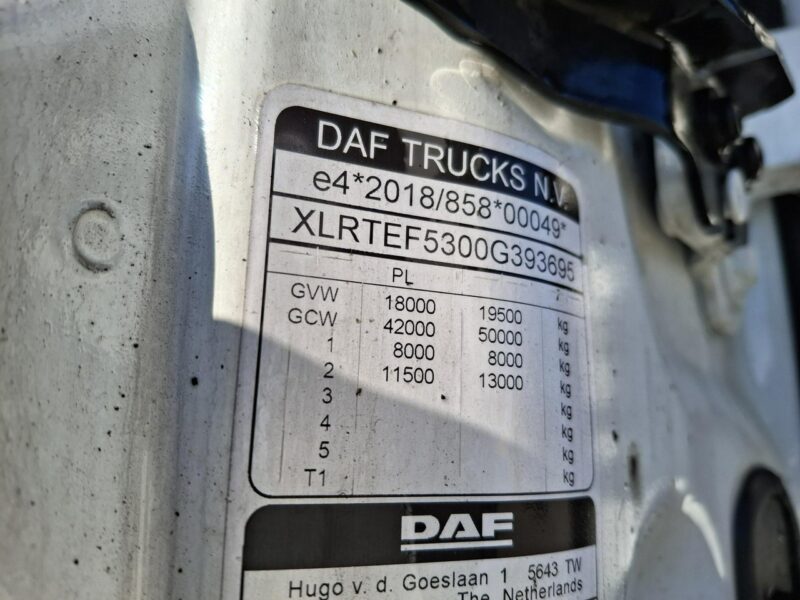 DAF TRUCKS N.V.
e4*2018/858*00049*
XLRTEF5300G393695
PL
GVW 18000 19500 kg
GCW 42000 50000 kg
1 8000 8000 kg
2 11500 13000 kg
3 kg
4 kg
5 kg
T1 kg
DAF
Hugo v. d. Goeslaan 1 5643 TW
The Netherlands